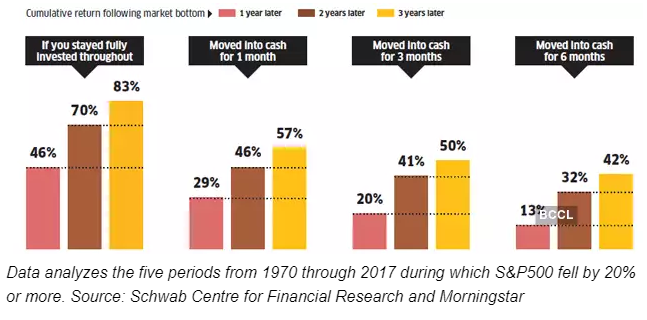 Cumulative return following market bottom
1 year later
2 years later
3 years later
If you stayed fully
invested throughout
46%
70%
83%
Moved into cash
for 1 month
29%
46%
57%
Moved into cash
for 3 months
20%
41%
50%
Moved into cash
for 6 months
13%
32%
42%
BCCL
Data analyzes the five periods from 1970 through 2017 during which S&P500 fell by 20%
or more. Source: Schwab Centre for Financial Research and Morningstar